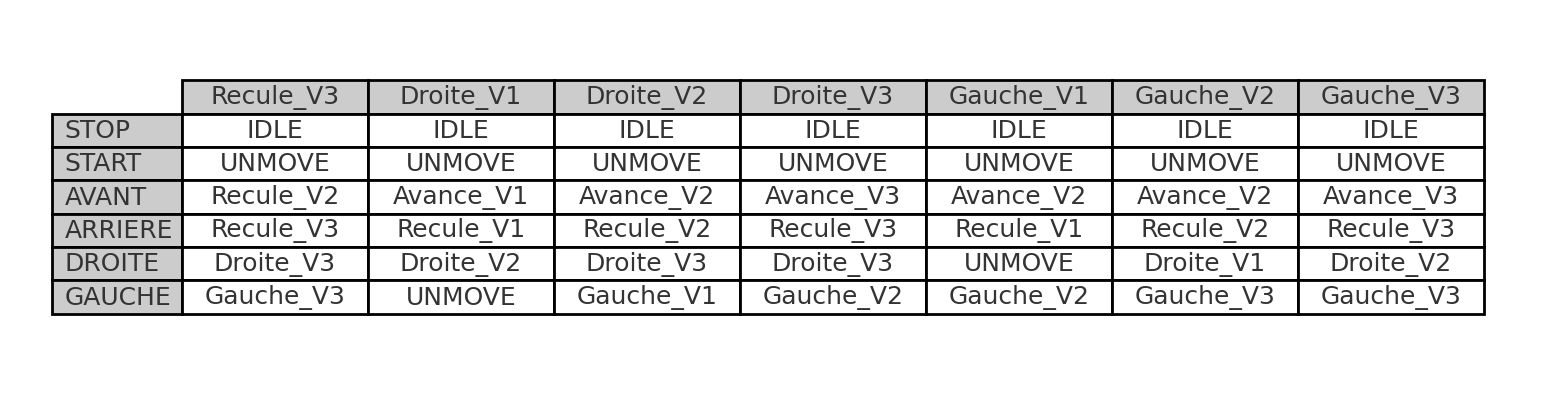 Recule_V3 Droite_V1 Droite_V2 Droite_V3 Gauche_V1 Gauche_V2 Gauche_V3
STOP IDLE IDLE IDLE IDLE IDLE IDLE IDLE
START UNMOVE UNMOVE UNMOVE UNMOVE UNMOVE UNMOVE UNMOVE
AVANT Recule_V2 Avance_V1 Avance_V2 Avance_V3 Avance_V2 Avance_V2 Avance_V3
ARRIERE Recule_V3 Recule_V1 Recule_V2 Recule_V3 Recule_V1 Recule_V2 Recule_V3
DROITE Droite_V3 Droite_V2 Droite_V3 Droite_V3 UNMOVE Droite_V1 Droite_V2
GAUCHE Gauche_V3 UNMOVE Gauche_V1 Gauche_V2 Gauche_V2 Gauche_V3 Gauche_V3